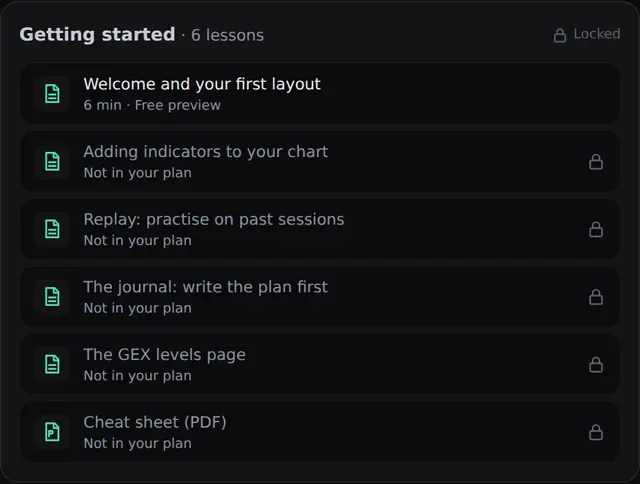 Getting started · 6 lessons
Locked
Welcome and your first layout
6 min · Free preview
Adding indicators to your chart
Not in your plan
Replay: practise on past sessions
Not in your plan
The journal: write the plan first
Not in your plan
The GEX levels page
Not in your plan
P
Cheat sheet (PDF)
Not in your plan